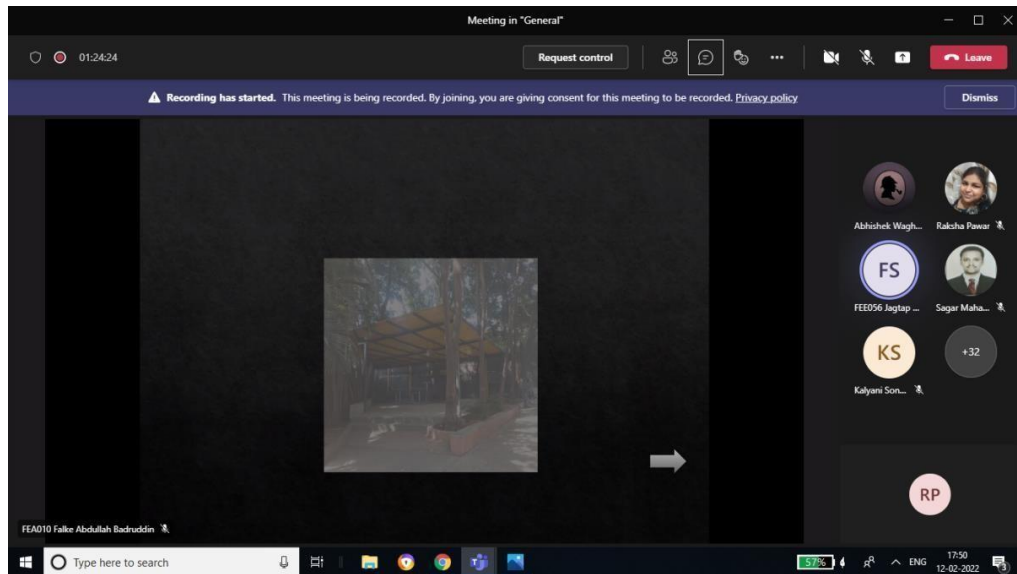 Meeting in "General"
01:24:24
Request control
Leave
Recording has started. This meeting is being recorded. By joining, you are giving consent for this meeting to be recorded. Privacy policy
Dismiss
Abhishek Wagh...
Raksha Pawar
FS
FEE056 Jagtap ...
Sagar Maha...
KS
+32
Kalyani Son...
RP
FEA010 Falke Abdullah Badruddin
Type here to search
57%
ENG
17:50
12-02-2022
3